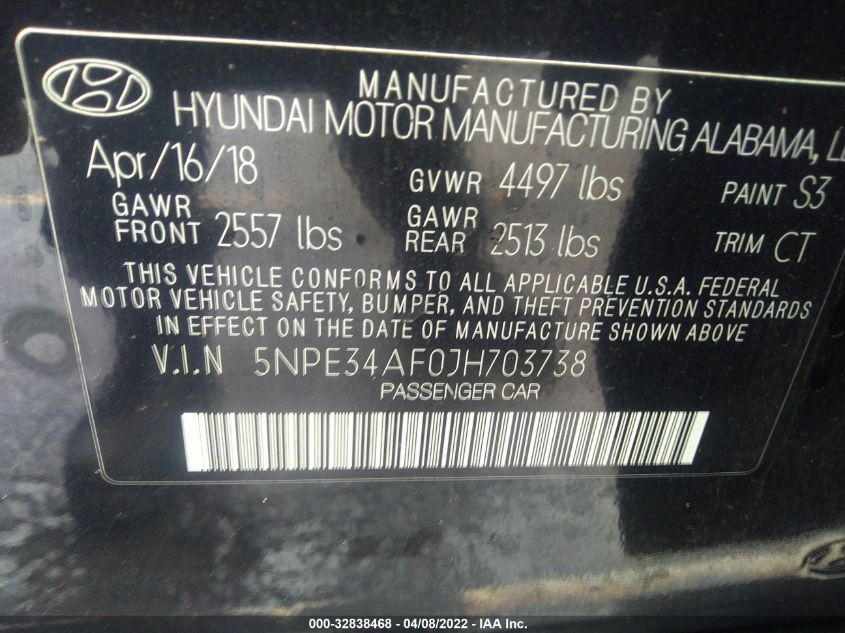 MANUFACTURED BY
HYUNDAI MOTOR MANUFACTURING ALABAMA,
Apr/16/18 GVWR 4497 lbs PAINT S3
GAWR FRONT 2557 lbs GAWR REAR 2513 lbs TRIM CT
THIS VEHICLE CONFORMS TO ALL APPLICABLE U.S.A. FEDERAL
MOTOR VEHICLE SAFETY, BUMPER, AND THEFT PREVENTION STANDARDS
IN EFFECT ON THE DATE OF MANUFACTURE SHOWN ABOVE
V.I.N 5NPE34AF0JH703738
PASSENGER CAR
000-32838468 - 04/08/2022 - IAA Inc.